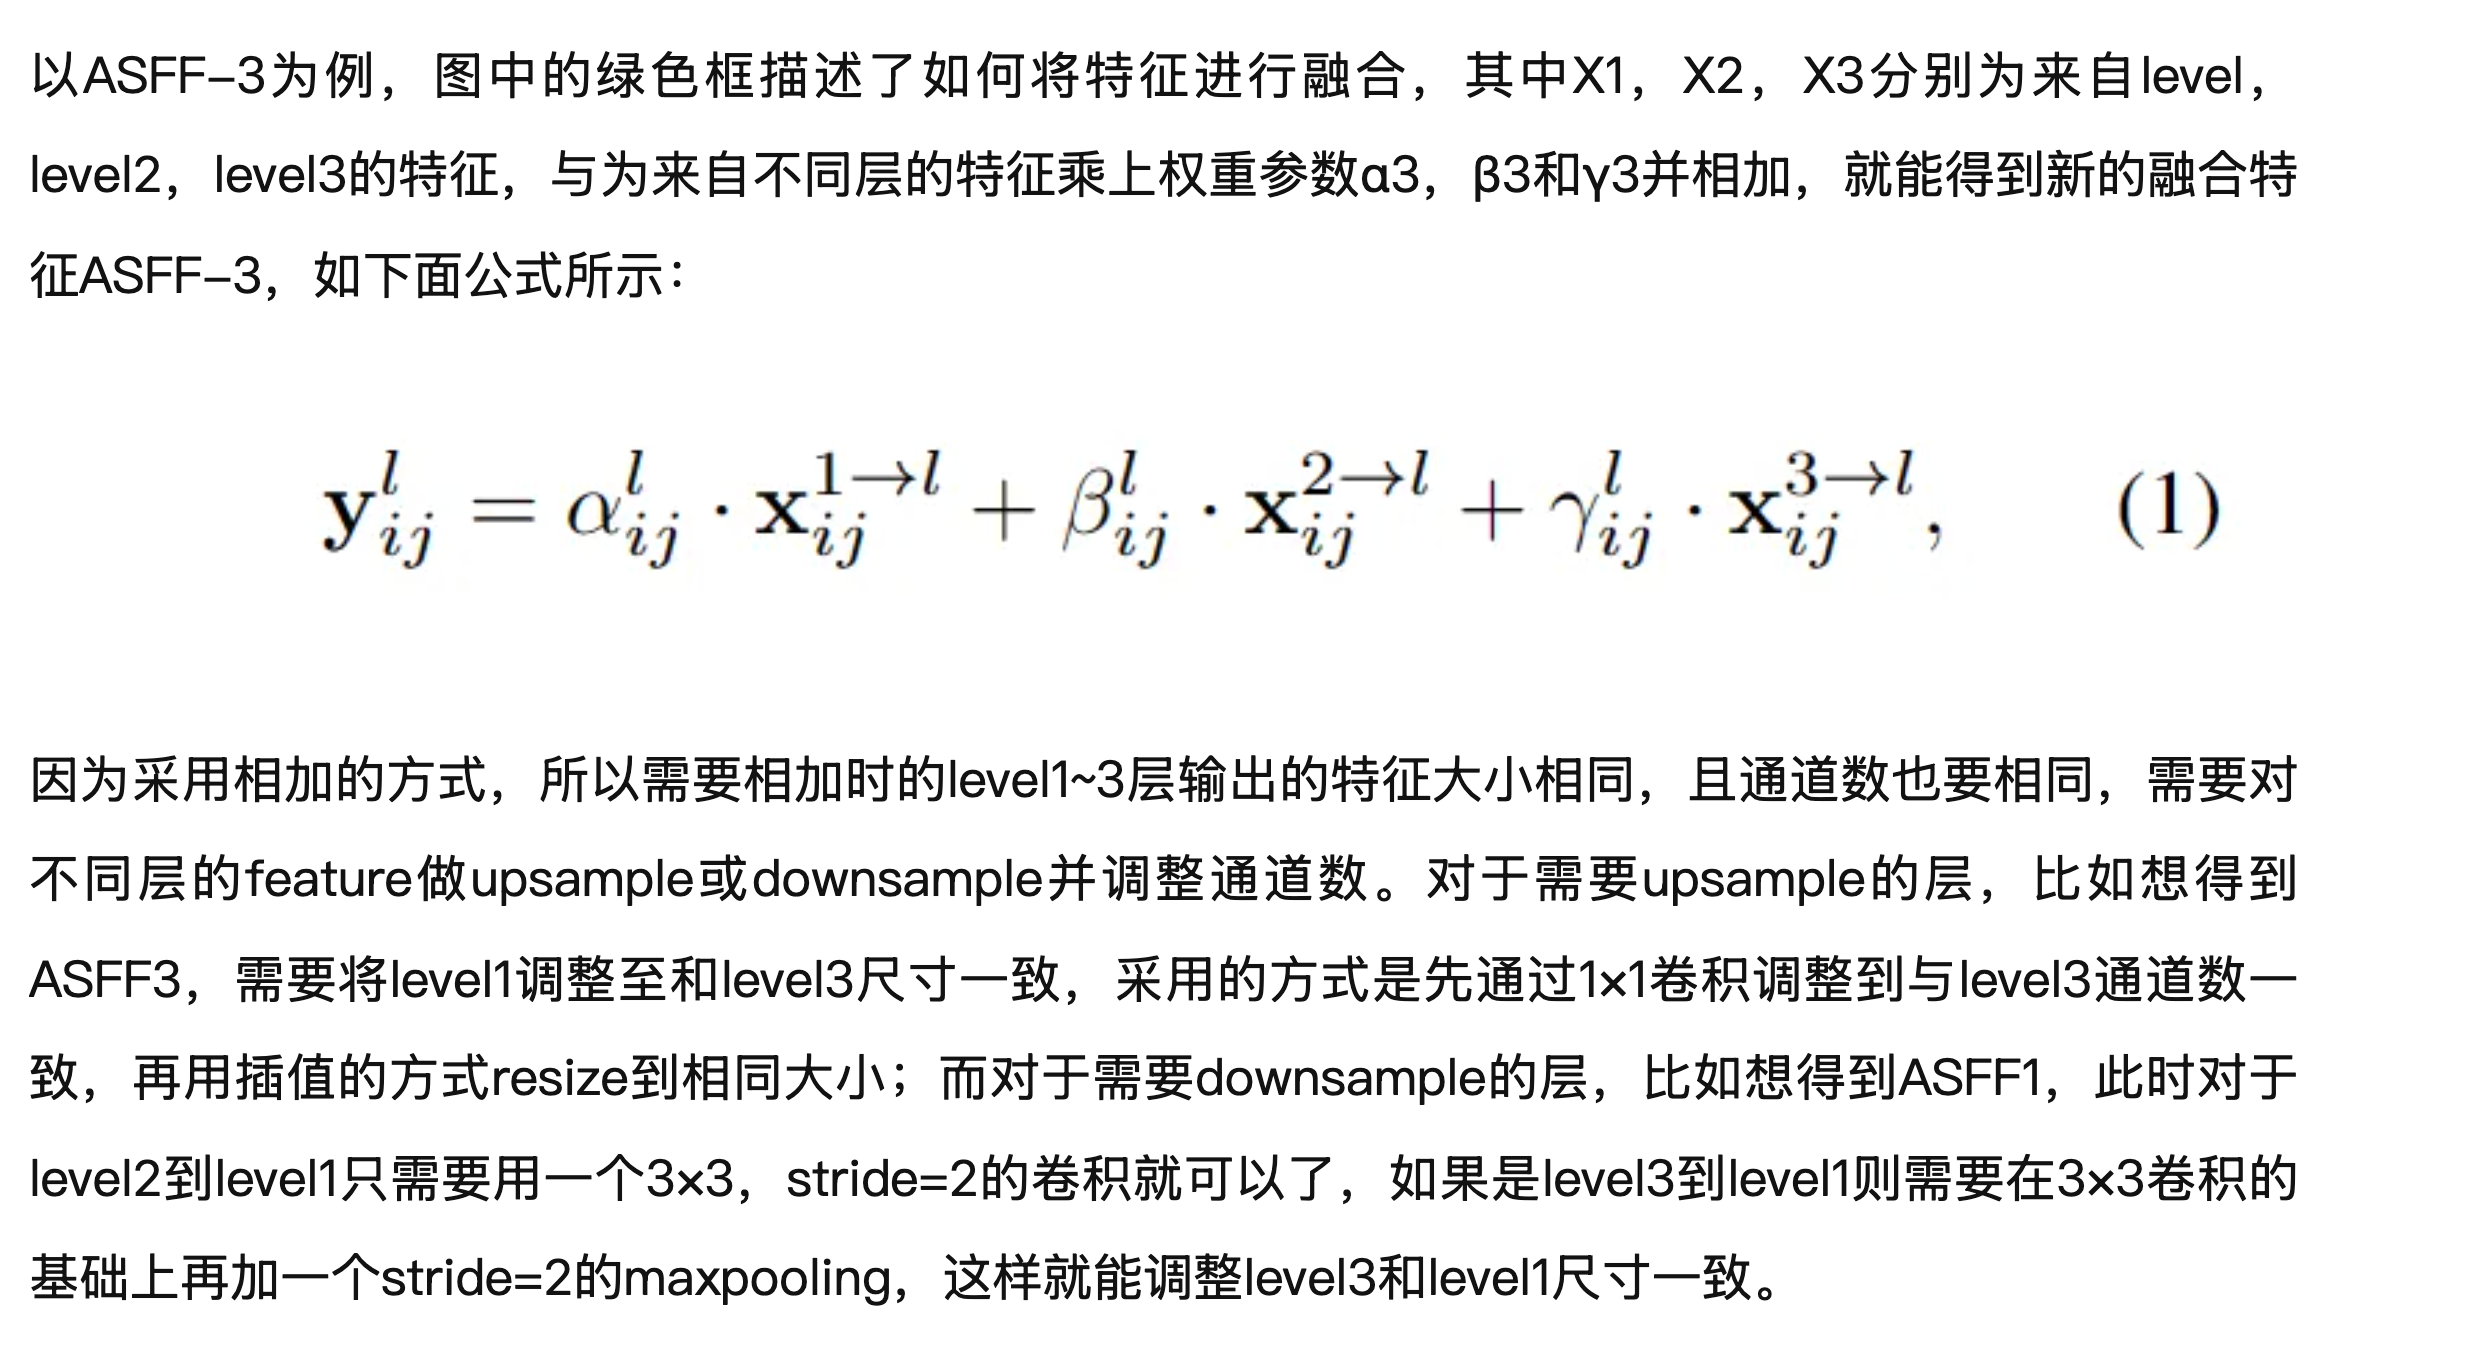 以ASFF-3为例，图中的绿色框描述了如何将特征进行融合，其中X1，X2，X3分别为来自level，
level2，level3的特征，与为来自不同层的特征乘上权重参数α3，β3和γ3并相加，就能得到新的融合特
征ASFF-3，如下面公式所示：
y^l_{ij} = α^l_{ij} · x^{1→l}_{ij} + β^l_{ij} · x^{2→l}_{ij} + γ^l_{ij} · x^{3→l}_{ij}, (1)
因为采用相加的方式，所以需要相加时的level1~3层输出的特征大小相同，且通道数也要相同，需要对
不同层的feature做upsample或downsample并调整通道数。对于需要upsample的层，比如想得到
ASFF3，需要将level1调整至和level3尺寸一致，采用的方式是先通过1×1卷积调整到与level3通道数一
致，再用插值的方式resize到相同大小；而对于需要downsample的层，比如想得到ASFF1，此时对于
level2到level1只需要用一个3×3，stride=2的卷积就可以了，如果是level3到level1则需要在3×3卷积的
基础上再加一个stride=2的maxpooling，这样就能调整level3和level1尺寸一致。